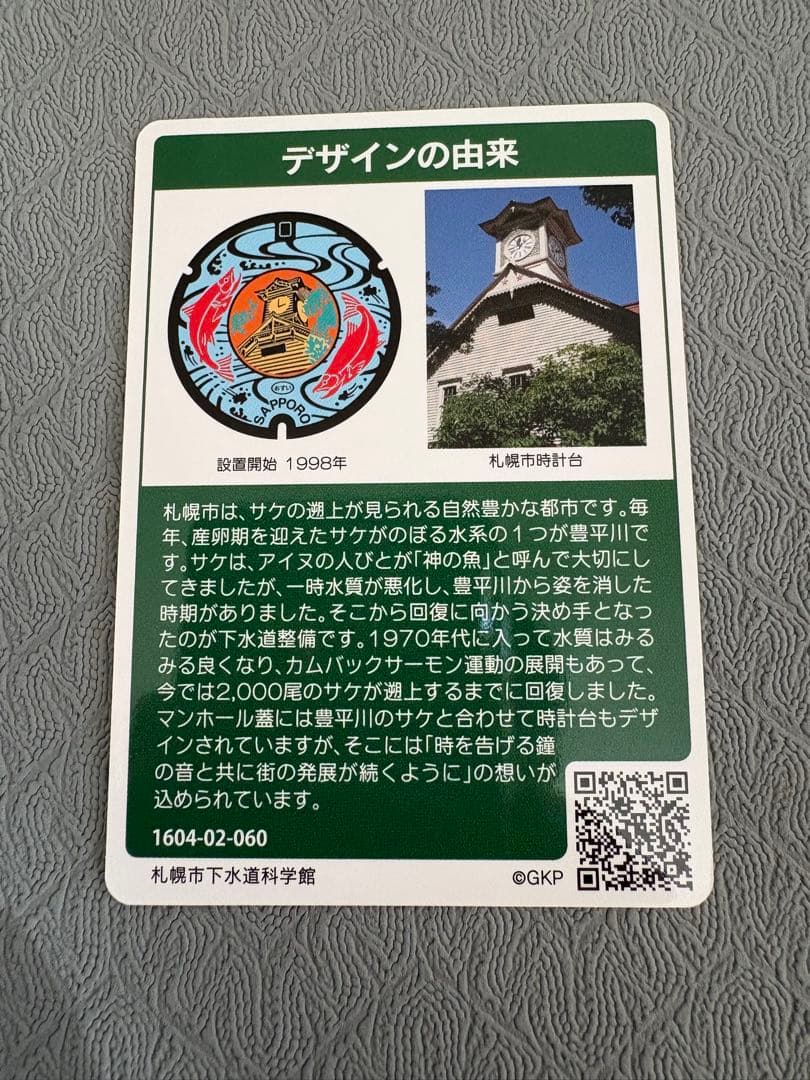 デザインの由来
おすい
SAPPORO
設置開始 1998年
札幌市時計台
札幌市は、サケの遡上が見られる自然豊かな都市です。毎
年、産卵期を迎えたサケがのぼる水系の1つが豊平川で
す。サケは、アイヌの人びとが「神の魚」と呼んで大切にし
てきましたが、一時水質が悪化し、豊平川から姿を消した
時期がありました。そこから回復に向かう決め手となっ
たのが下水道整備です。1970年代に入って水質はみる
みる良くなり、カムバックサーモン運動の展開もあって、
今では2,000尾のサケが遡上するまでに回復しました。
マンホール蓋には豊平川のサケと合わせて時計台もデザ
インされていますが、そこには「時を告げる鐘
の音と共に街の発展が続くように」の想いが
込められています。
1604-02-060
札幌市下水道科学館
©GKP